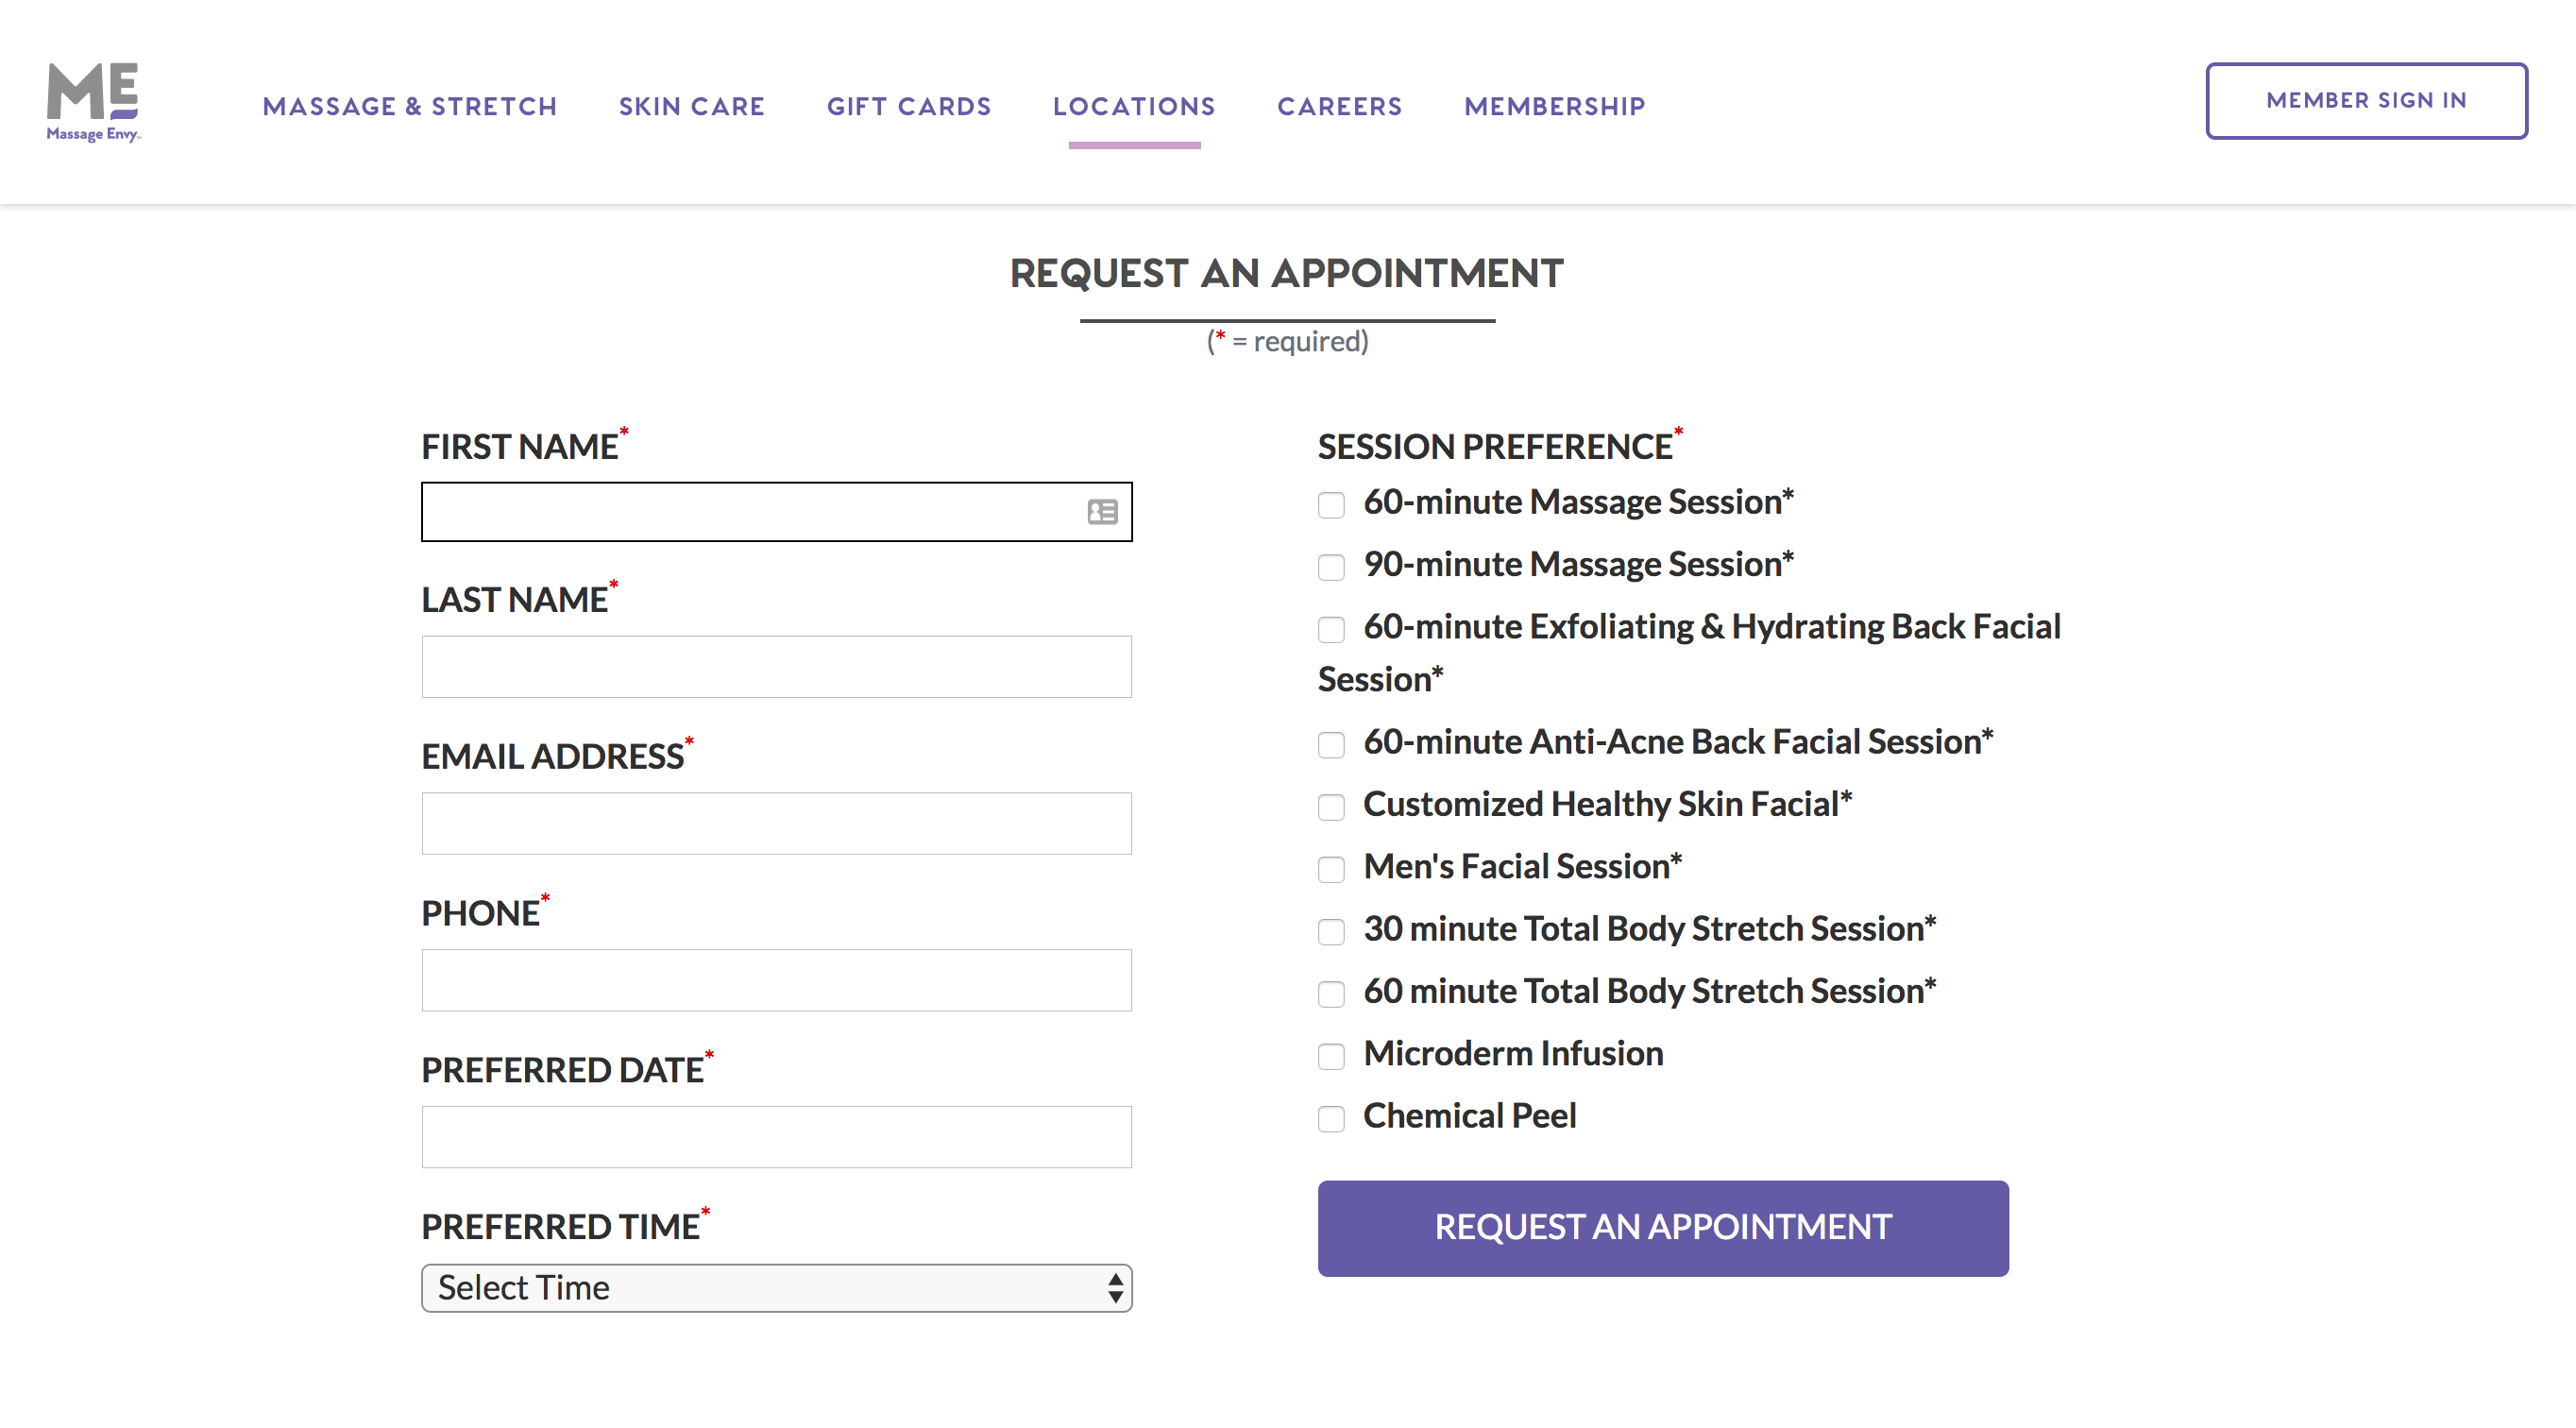 ME
Massage Envy
MASSAGE & STRETCH
SKIN CARE
GIFT CARDS
LOCATIONS
CAREERS
MEMBERSHIP
MEMBER SIGN IN
REQUEST AN APPOINTMENT
(* = required)
FIRST NAME*
LAST NAME*
EMAIL ADDRESS*
PHONE*
PREFERRED DATE*
PREFERRED TIME*
Select Time
SESSION PREFERENCE*
60-minute Massage Session*
90-minute Massage Session*
60-minute Exfoliating & Hydrating Back Facial
Session*
60-minute Anti-Acne Back Facial Session*
Customized Healthy Skin Facial*
Men's Facial Session*
30 minute Total Body Stretch Session*
60 minute Total Body Stretch Session*
Microderm Infusion
Chemical Peel
REQUEST AN APPOINTMENT